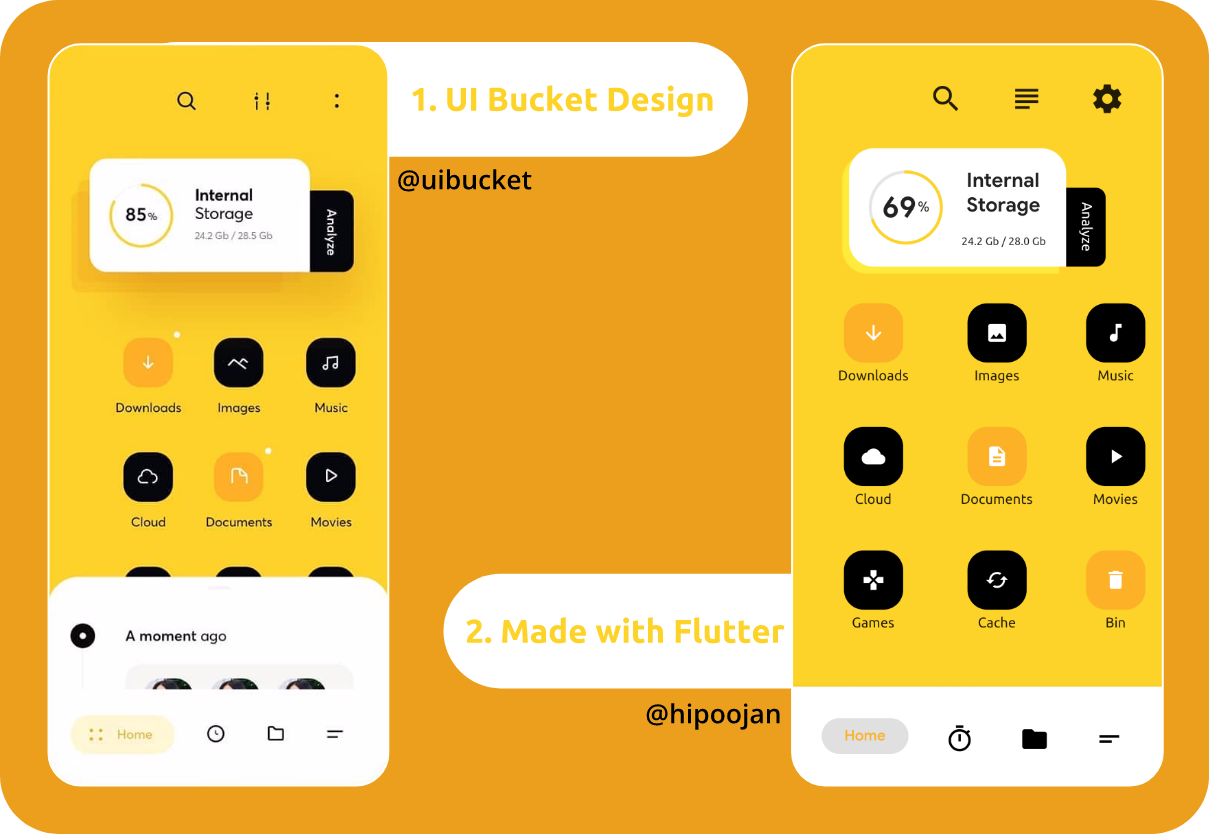 1. UI Bucket Design
@uibucket
85%
Internal
Storage
24.2 Gb / 28.5 Gb
Analyze
Downloads
Images
Music
Cloud
Documents
Movies
A moment ago
Home
69%
Internal
Storage
24.2 Gb / 28.0 Gb
Analyze
Downloads
Images
Music
Cloud
Documents
Movies
Games
Cache
Bin
Home
2. Made with Flutter
@hipoojan